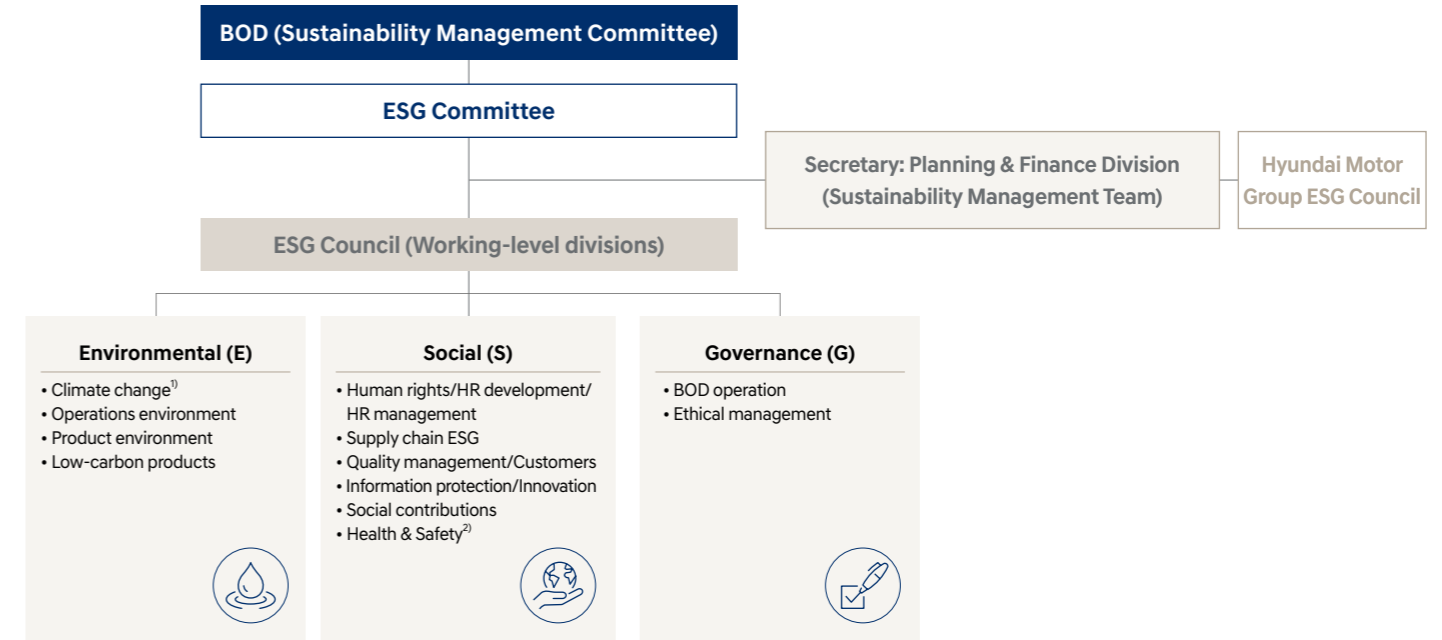 BOD (Sustainability Management Committee)
ESG Committee
Secretary: Planning & Finance Division
(Sustainability Management Team)
Hyundai Motor
Group ESG Council
ESG Council (Working-level divisions)
Environmental (E)
• Climate change1)
• Operations environment
• Product environment
• Low-carbon products
Social (S)
• Human rights/HR development/
HR management
• Supply chain ESG
• Quality management/Customers
• Information protection/Innovation
• Social contributions
• Health & Safety2)
Governance (G)
• BOD operation
• Ethical management